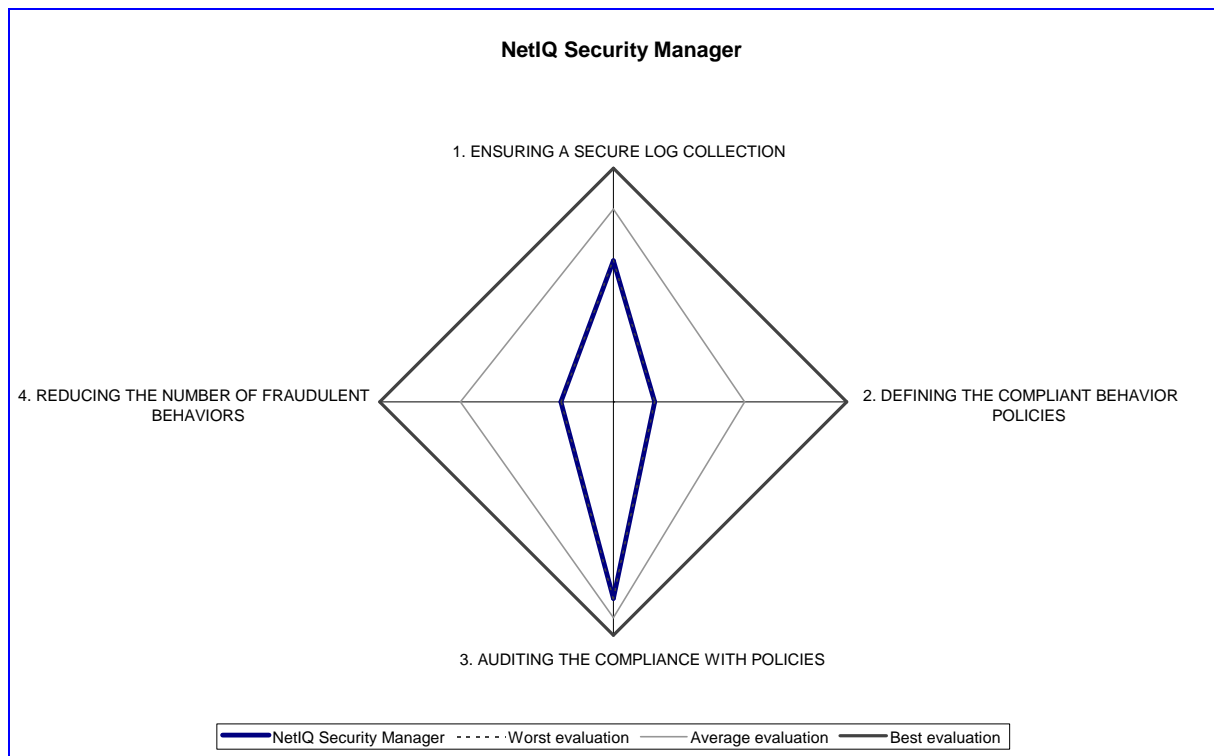 NetIQ Security Manager
1. ENSURING A SECURE LOG COLLECTION
4. REDUCING THE NUMBER OF FRAUDULENT
BEHAVIORS
2. DEFINING THE COMPLIANT BEHAVIOR
POLICIES
3. AUDITING THE COMPLIANCE WITH POLICIES
NetIQ Security Manager Worst evaluation Average evaluation Best evaluation